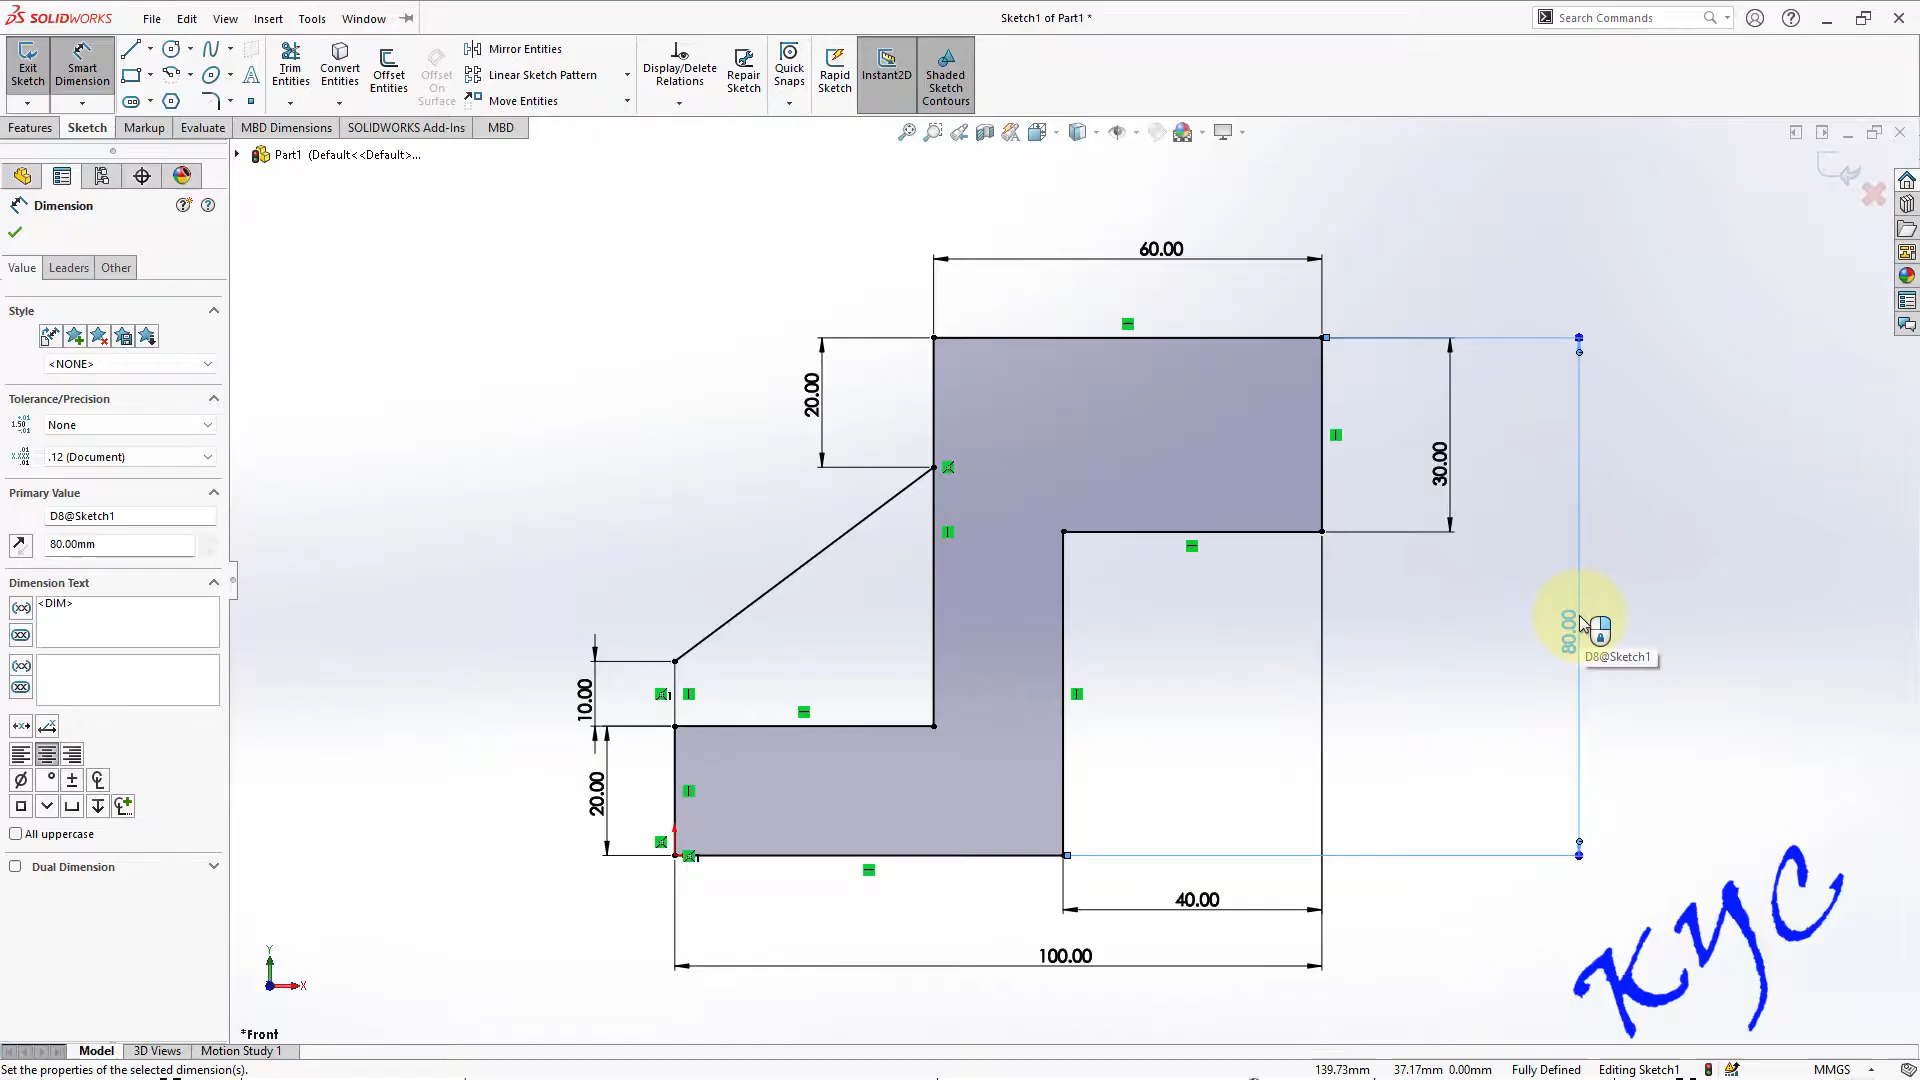 SOLIDWORKS File Edit View Insert Tools Window Sketch1 of Part1 * Search Commands
Exit Sketch Smart Dimension Trim Entities Convert Entities Offset Entities Offset On Surface Mirror Entities Linear Sketch Pattern Move Entities Display/Delete Relations Repair Sketch Quick Snaps Rapid Sketch Instant2D Shaded Sketch Contours
Features Sketch Markup Evaluate MBD Dimensions SOLIDWORKS Add-Ins MBD
Part1 (Default<<Default>...
Dimension
Value Leaders Other
Style
<NONE>
Tolerance/Precision
None
.12 (Document)
Primary Value
D8@Sketch1
80.00mm
Dimension Text
<DIM>
All uppercase
Dual Dimension
60.00
20.00
30.00
80.00
D8@Sketch1
10.00
20.00
40.00
100.00
Y
X
*Front
KYC
Model 3D Views Motion Study 1
Set the properties of the selected dimension(s). 139.73mm 37.17mm 0.00mm Fully Defined Editing Sketch1 MMGS